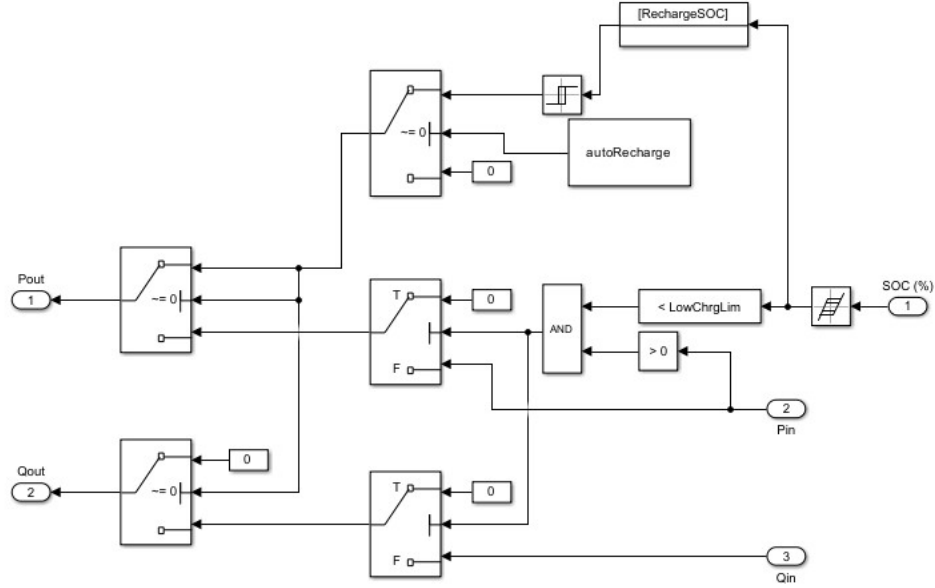 [RechargeSOC]
~= 0
autoRecharge
0
Pout
1
~= 0
T
0
F
AND
< LowChrgLim
> 0
SOC (%)
1
2
Pin
Qout
2
0
~= 0
T
0
F
3
Qin